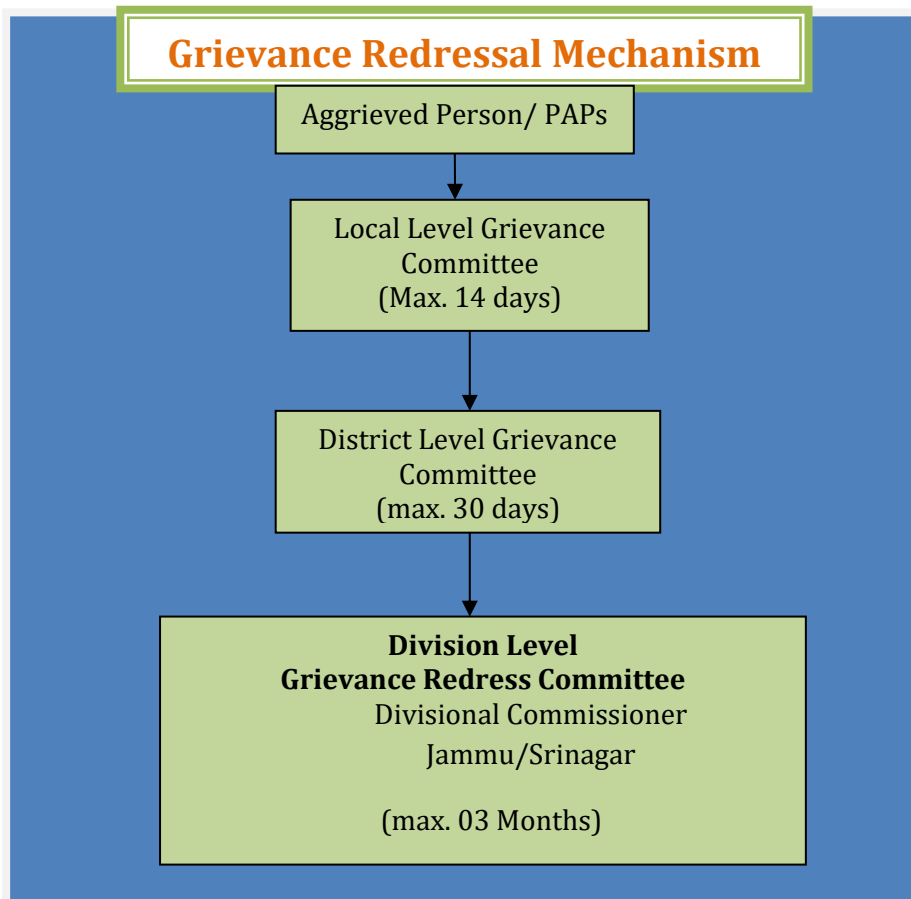 Grievance Redressal Mechanism
Aggrieved Person/ PAPs
Local Level Grievance
Committee
(Max. 14 days)
District Level Grievance
Committee
(max. 30 days)
Division Level
Grievance Redress Committee
Divisional Commissioner
Jammu/Srinagar
(max. 03 Months)